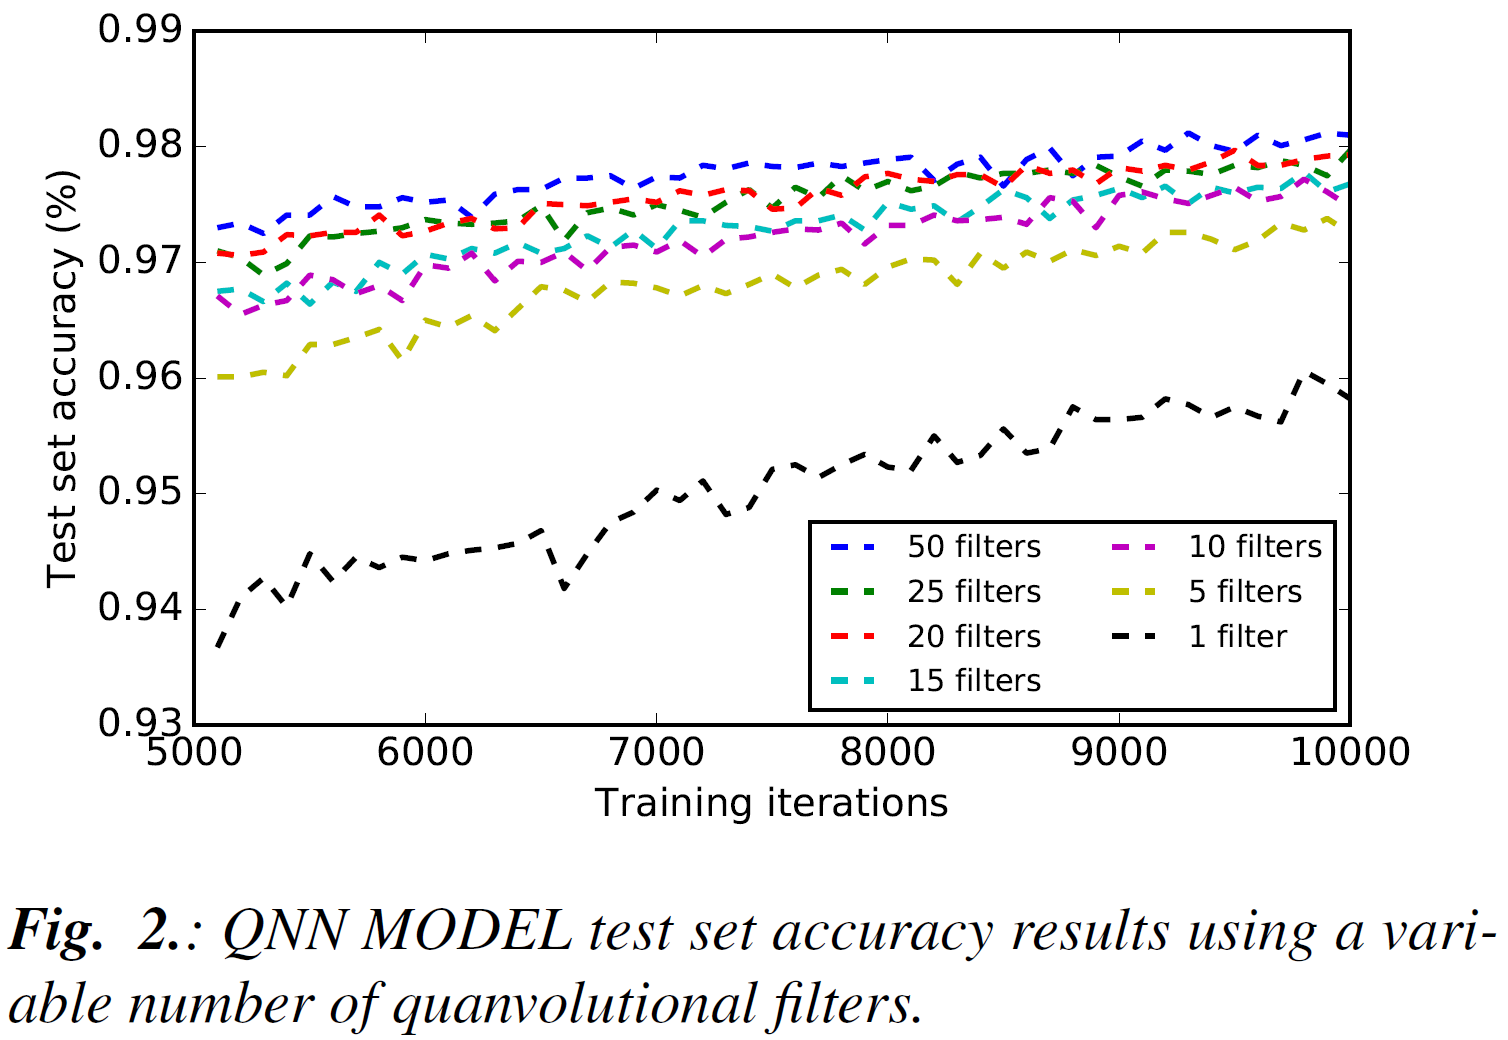 0.99
0.98
0.97
0.96
0.95
0.94
0.93
Test set accuracy (%)
50 filters
25 filters
20 filters
15 filters
10 filters
5 filters
1 filter
5000 6000 7000 8000 9000 10000
Training iterations
Fig. 2.: QNN MODEL test set accuracy results using a vari-
able number of quanvolutional filters.